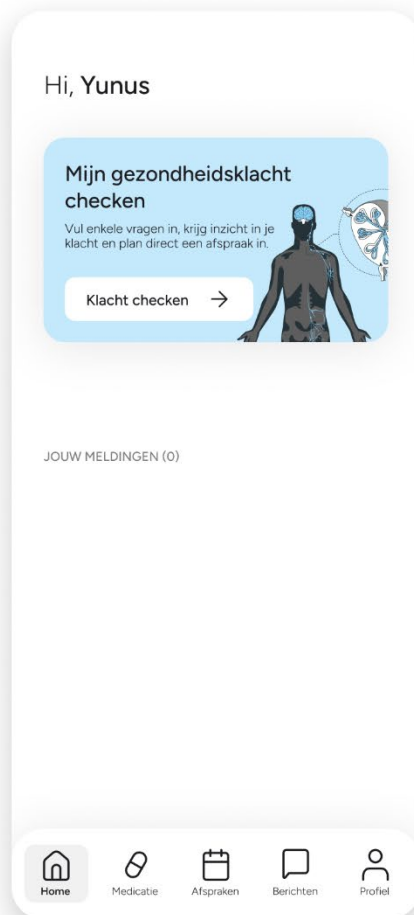 Hi, Yunus
Mijn gezondheidsklacht
checken
Vul enkele vragen in, krijg inzicht in je
klacht en plan direct een afspraak in.
Klacht checken
JOUW MELDINGEN (0)
Home
Medicatie
Afspraken
Berichten
Profiel